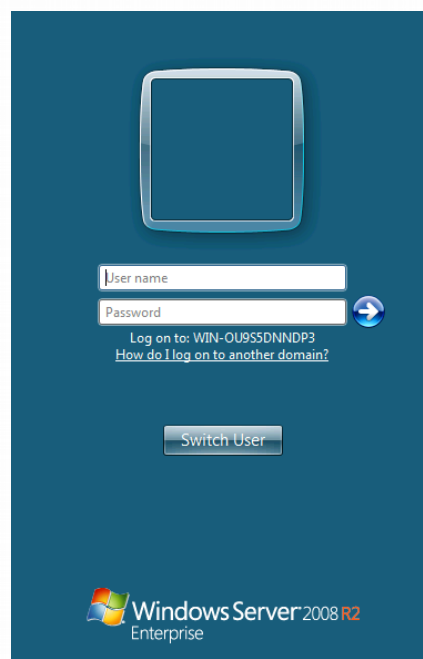 User name
Password
Log on to: WIN-OU9S5DNNDP3
How do I log on to another domain?
Switch User
Windows Server 2008 R2
Enterprise